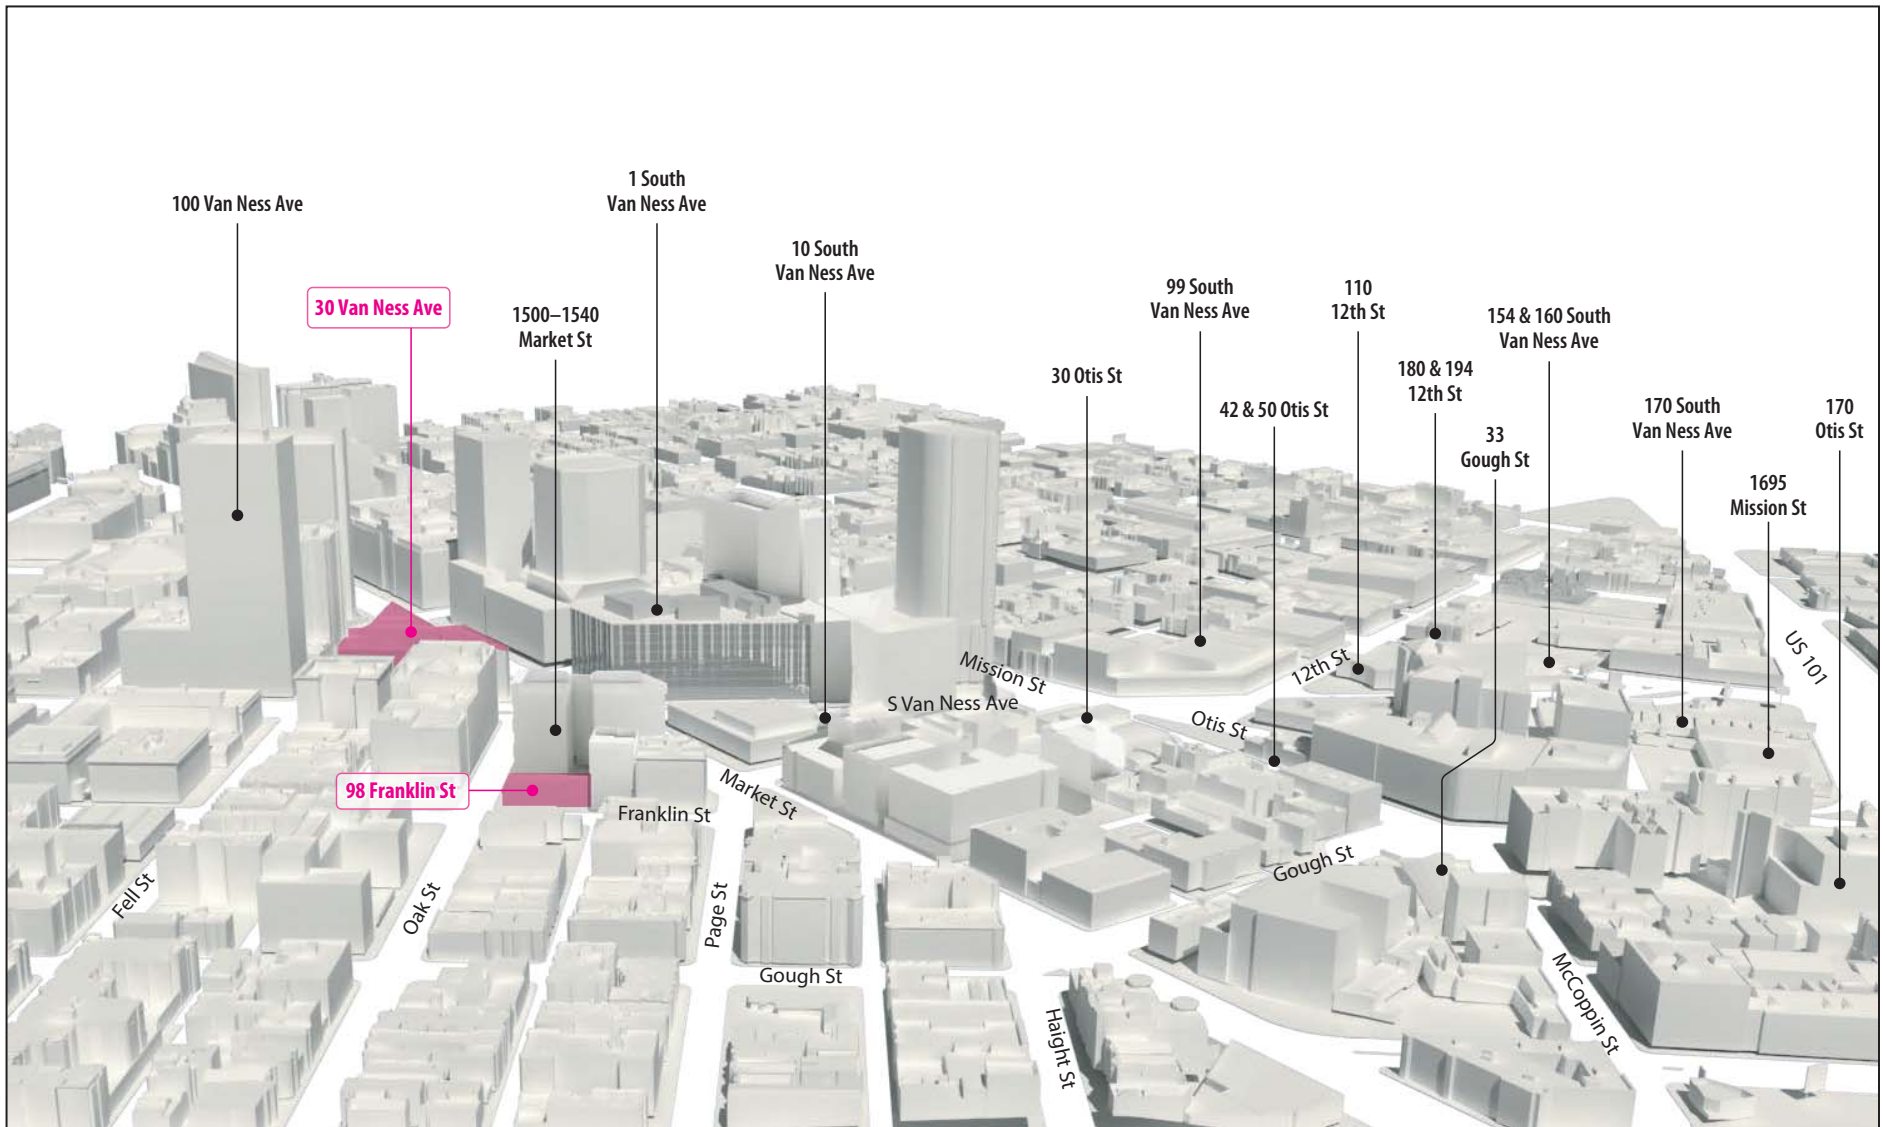 100 Van Ness Ave
30 Van Ness Ave
1500–1540
Market St
1 South
Van Ness Ave
10 South
Van Ness Ave
30 Otis St
99 South
Van Ness Ave
42 & 50 Otis St
110
12th St
180 & 194
12th St
33
Gough St
154 & 160 South
Van Ness Ave
170 South
Van Ness Ave
1695
Mission St
170
Otis St
US 101
12th St
Mission St
S Van Ness Ave
Otis St
98 Franklin St
Market St
Franklin St
Gough St
Fell St
Oak St
Page St
Gough St
Haight St
McCoppin St